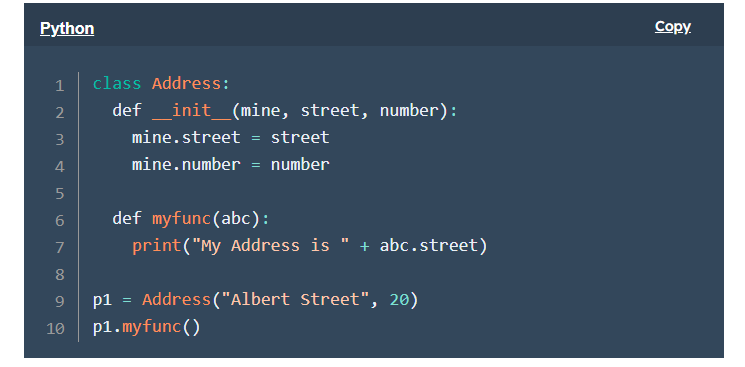 Python Copy
1 class Address:
2   def __init__(mine, street, number):
3     mine.street = street
4     mine.number = number
5
6   def myfunc(abc):
7     print("My Address is " + abc.street)
8
9 p1 = Address("Albert Street", 20)
10 p1.myfunc()